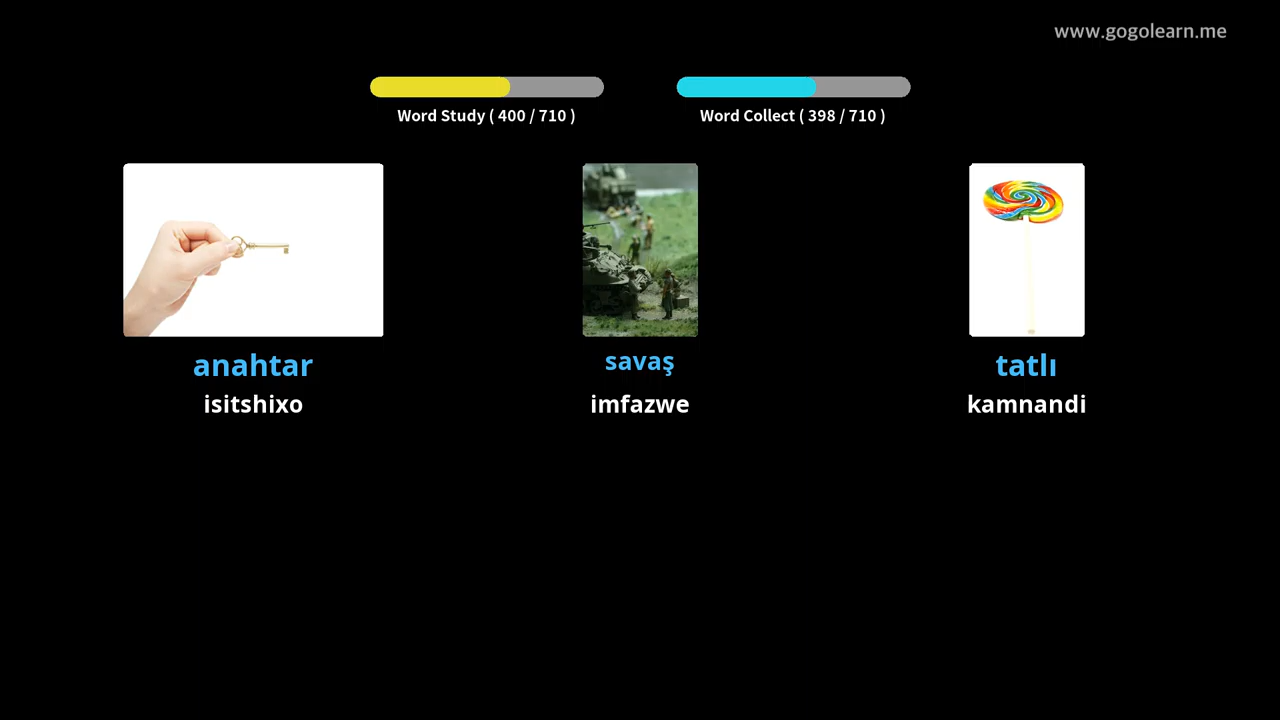 www.gogolearn.me
Word Study ( 400 / 710 )
Word Collect ( 398 / 710 )
anahtar
savaş
tatlı
isitshixo
imfazwe
kamnandi